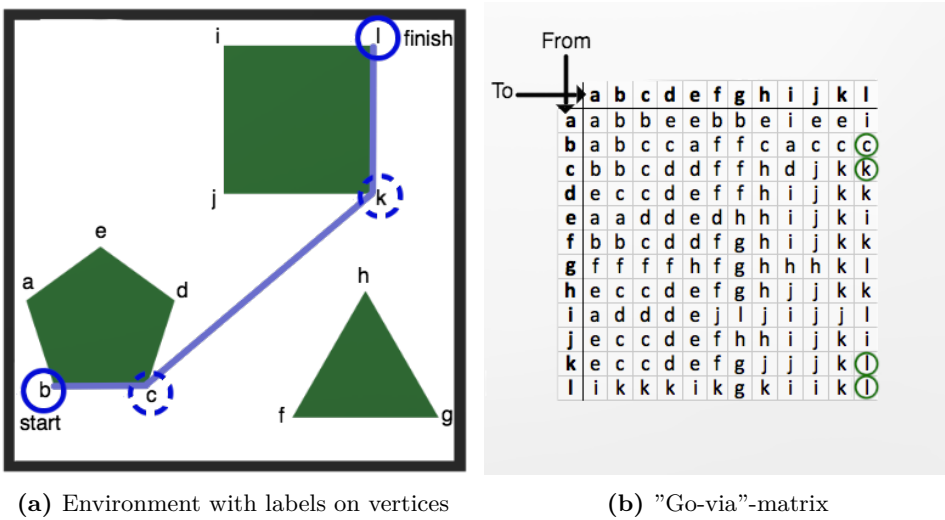 i
l finish
j
k
e
a
d
h
b
c
f
g
start
From
To
a b c d e f g h i j k l
a a b b e e b b e i e e i
b a b c c a f f c a c c c
c b b c d d f f h d j k k
d e c c d e f f h i j k k
e a a d d e d h h i j k i
f b b c d d f g h i j k k
g f f f f h f g h h h k l
h e c c d e f g h j j k k
i a d d d e j l j i j j l
j e c c d e f h h i j k i
k e c c d e f g j j j k l
l i k k k i k g k i i k l
(a) Environment with labels on vertices
(b) ”Go-via”-matrix